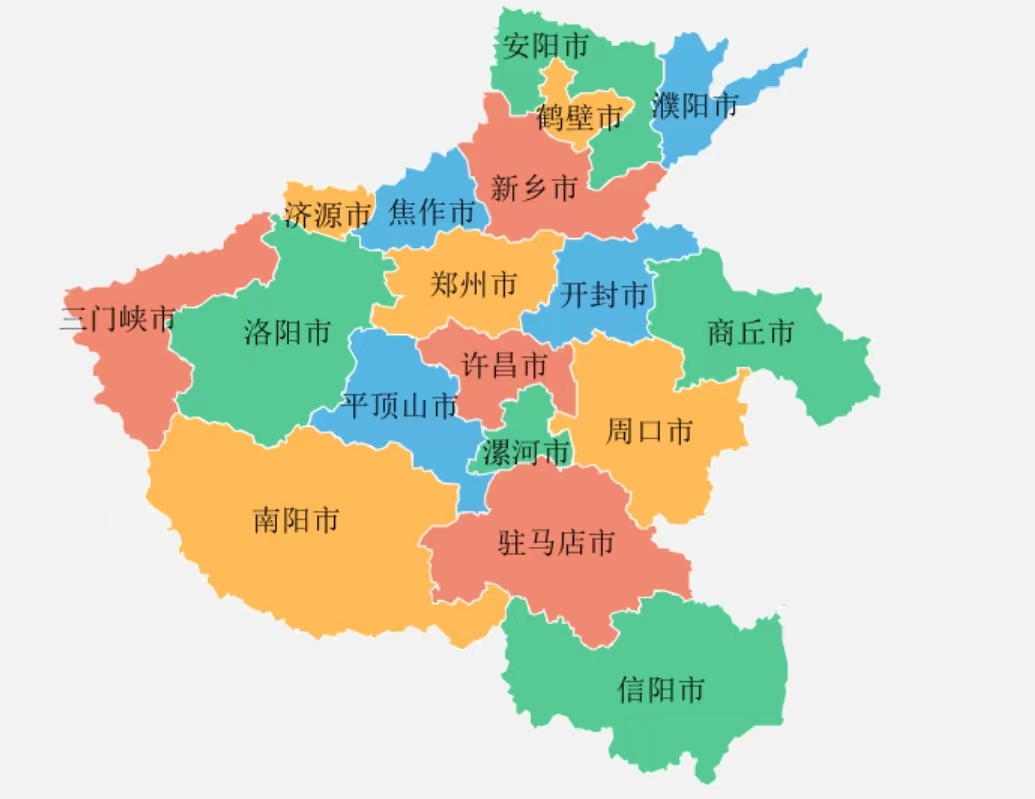 安阳市
濮阳市
鹤壁市
新乡市
济源市
焦作市
郑州市
开封市
三门峡市
洛阳市
商丘市
许昌市
平顶山市
周口市
漯河市
南阳市
驻马店市
信阳市